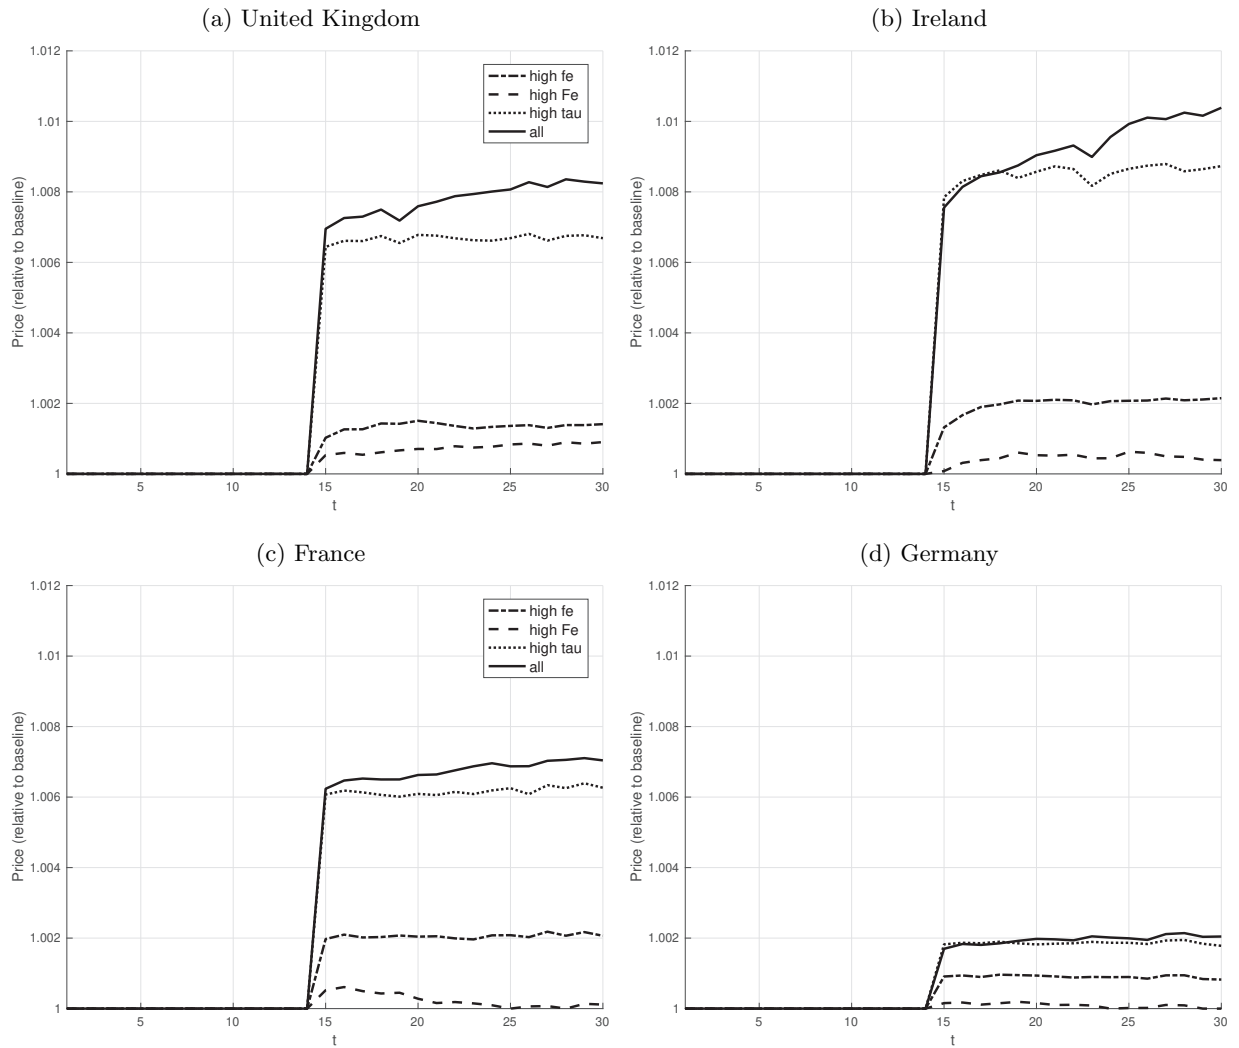 (a) United Kingdom
1.012
1.01
1.008
1.006
1.004
1.002
1
Price (relative to baseline)
5
10
15
20
25
30
t
high fe
high Fe
high tau
all
(b) Ireland
1.012
1.01
1.008
1.006
1.004
1.002
1
Price (relative to baseline)
5
10
15
20
25
30
t
(c) France
1.012
1.01
1.008
1.006
1.004
1.002
1
Price (relative to baseline)
5
10
15
20
25
30
t
high fe
high Fe
high tau
all
(d) Germany
1.012
1.01
1.008
1.006
1.004
1.002
1
Price (relative to baseline)
5
10
15
20
25
30
t